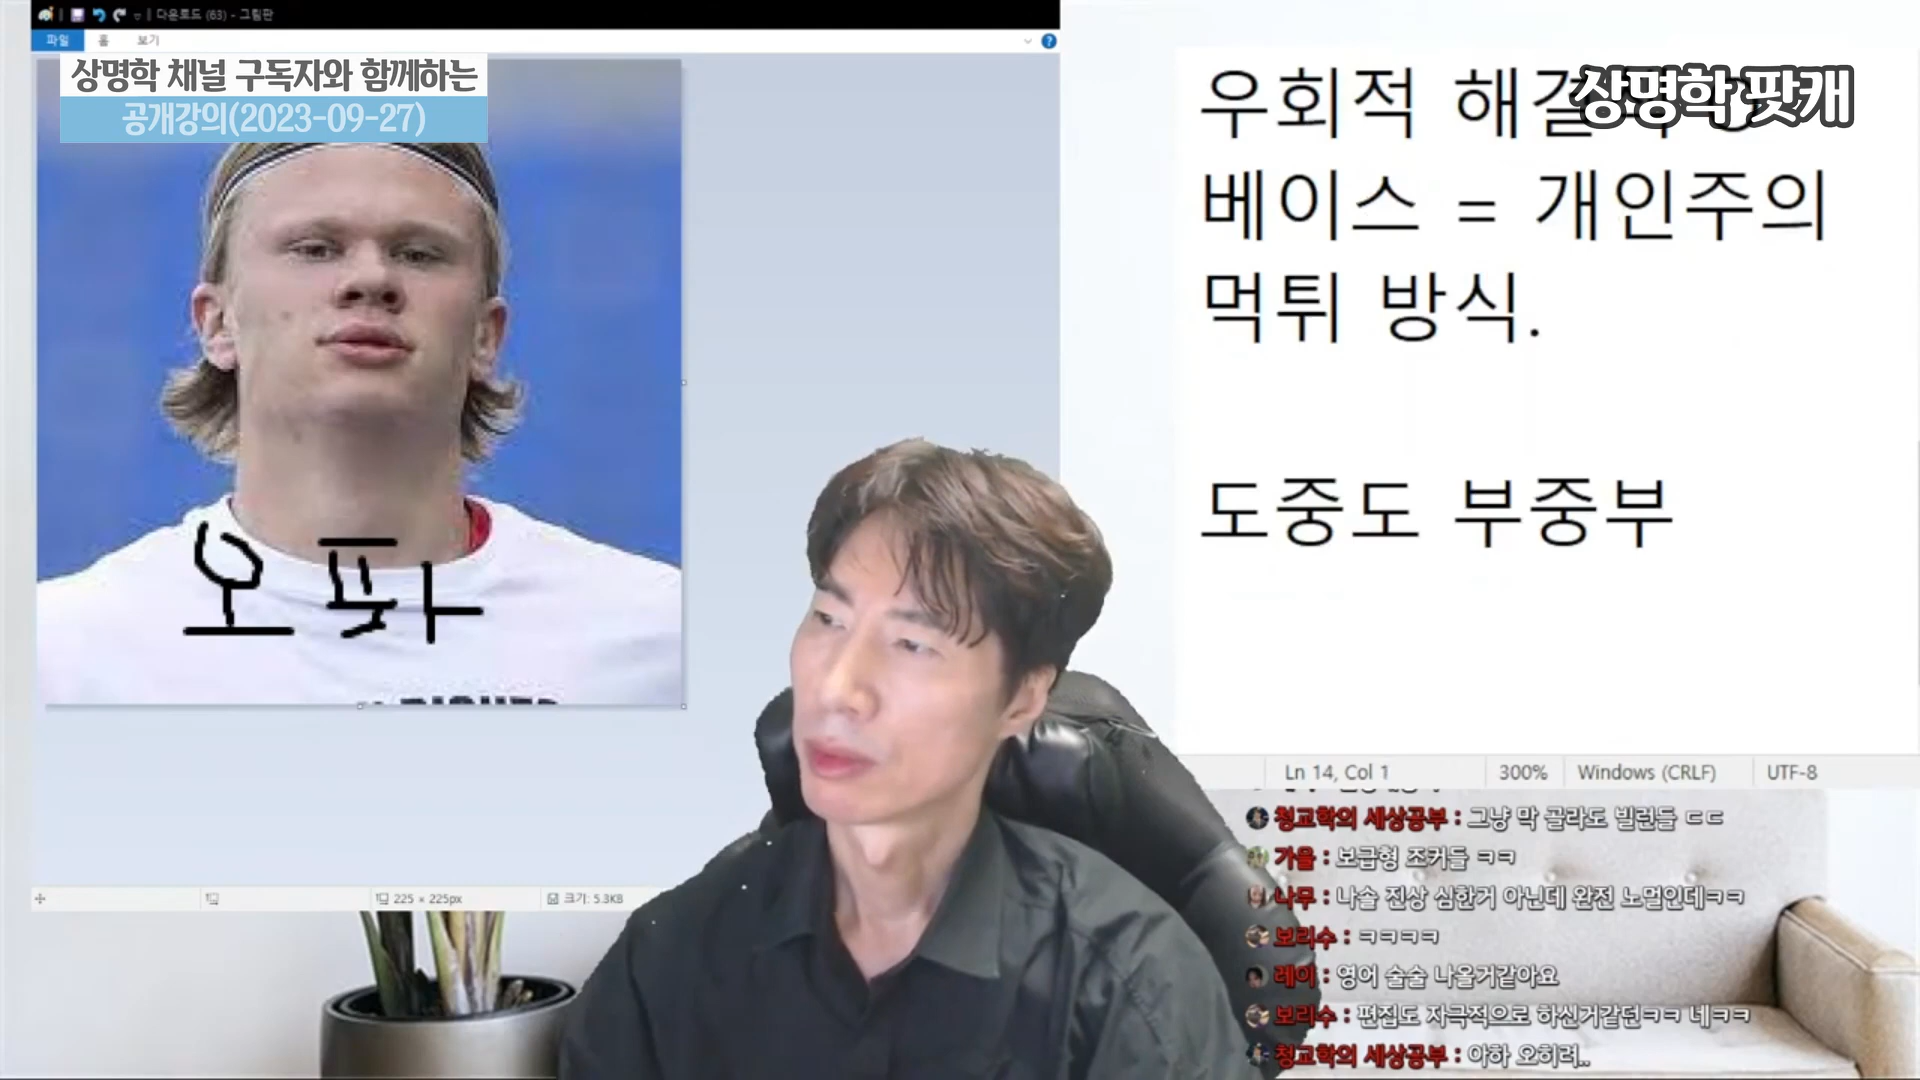 다운로드 (63) - 그림판
파일 홈 보기
상명학 채널 구독자와 함께하는
공개강의(2023-09-27)
상명학 팟캐
우회적 해결
베이스 = 개인주의
먹튀 방식.
도중도 부중부
오 파
225 × 225px 크기: 5.3KB
Ln 14, Col 1 300% Windows (CRLF) UTF-8
청교학의 세상공부 : 그냥 막 골라도 빌런들 ㄷㄷ
가을 : 보급형 조커들 ㅋㅋ
나무 : 나솔 진상 심한거 아닌데 완전 노멀인데ㅋㅋ
보리수 : ㅋㅋㅋㅋ
레이 : 영어 술술 나올거같아요
보리수 : 편집도 자극적으로 하신거같던ㅋㅋ 네ㅋㅋ
청교학의 세상공부 : 아하 오히려..